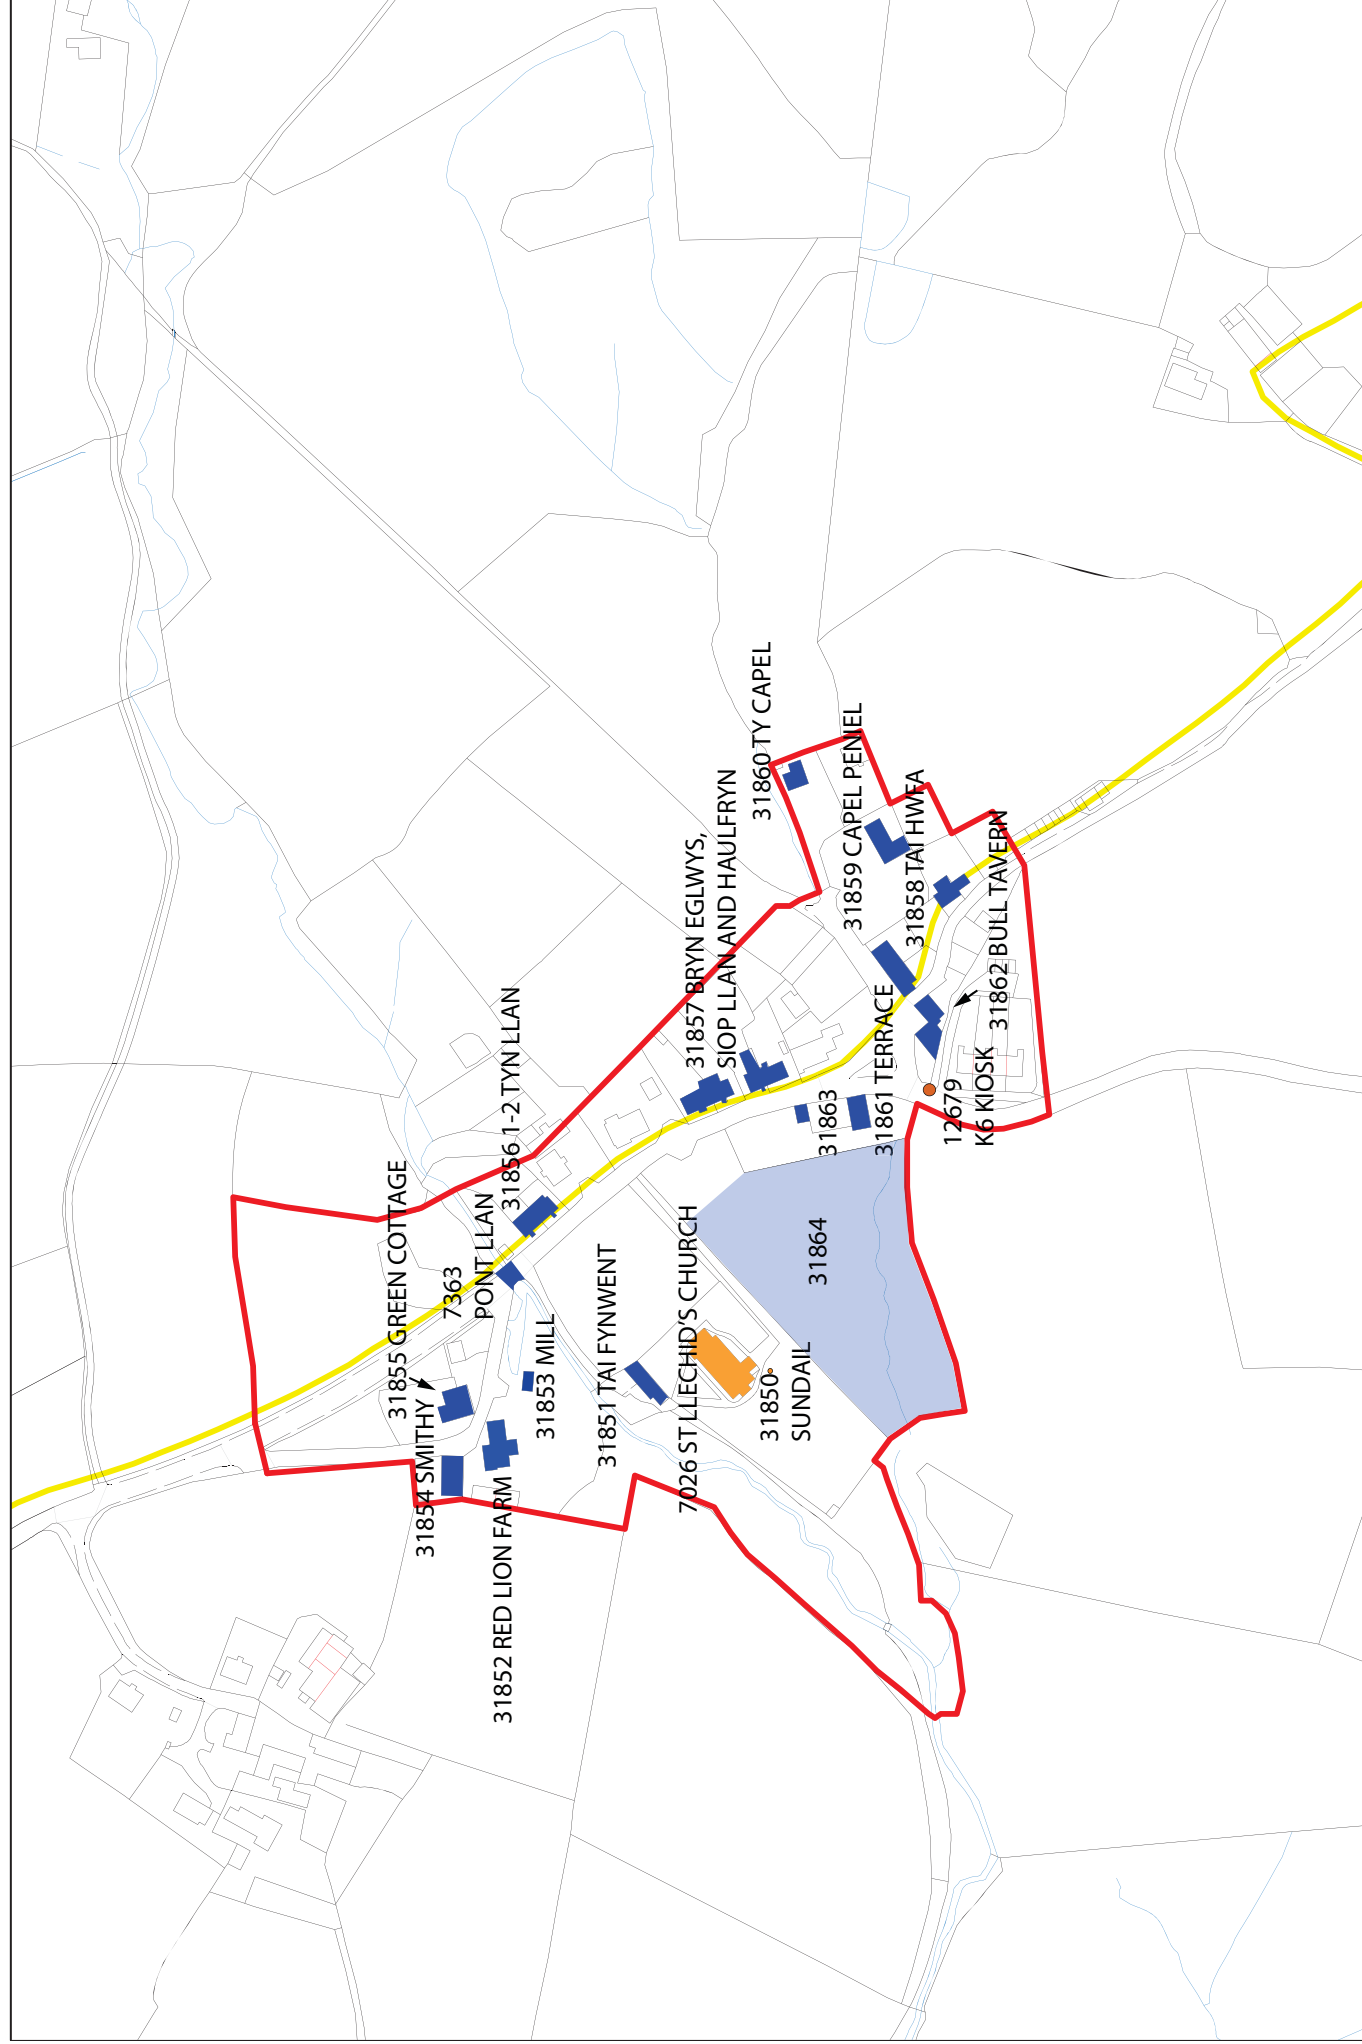 31855 GREEN COTTAGE
31854 SMITHY
7363
PONT LLAN
31856 1-2 TYN LLAN
31852 RED LION FARM
31853 MILL
31851 TAI FYNWENT
7026 ST LLECHID'S CHURCH
31857 BRYN EGLWYS,
SIOP LLAN AND HAULFRYN
31860 TY CAPEL
31850
SUNDAIL
31864
31863
31859 CAPEL PENIEL
31861 TERRACE
31858 TAI HWFA
12679
K6 KIOSK
31862 BULL TAVERN